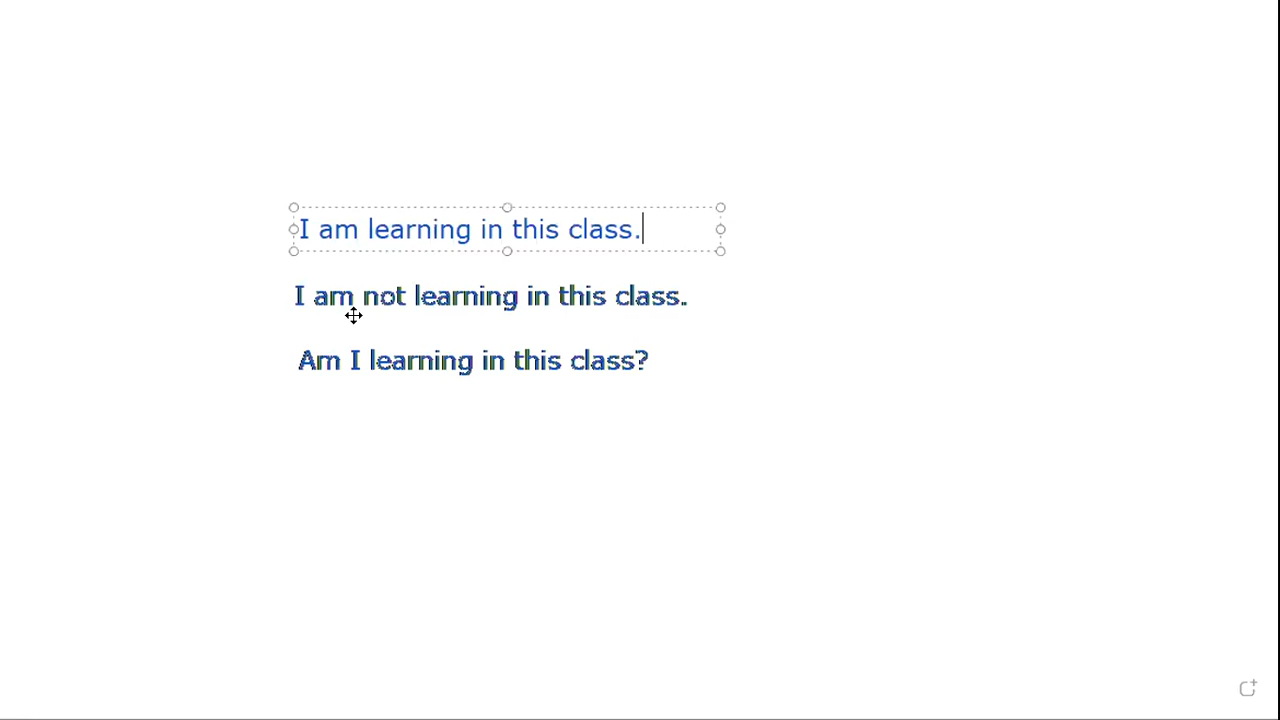 I am learning in this class.
I am not learning in this class.
Am I learning in this class?